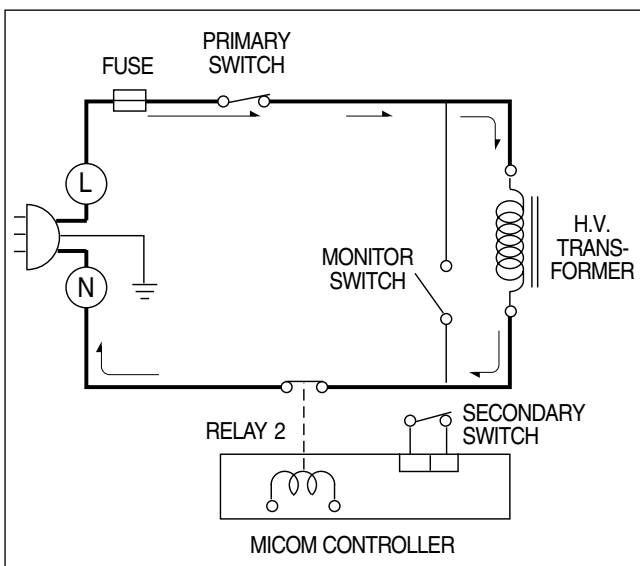 PRIMARY
SWITCH
FUSE
L
H.V.
TRANS-
FORMER
MONITOR
SWITCH
N
SECONDARY
SWITCH
RELAY 2
MICOM CONTROLLER